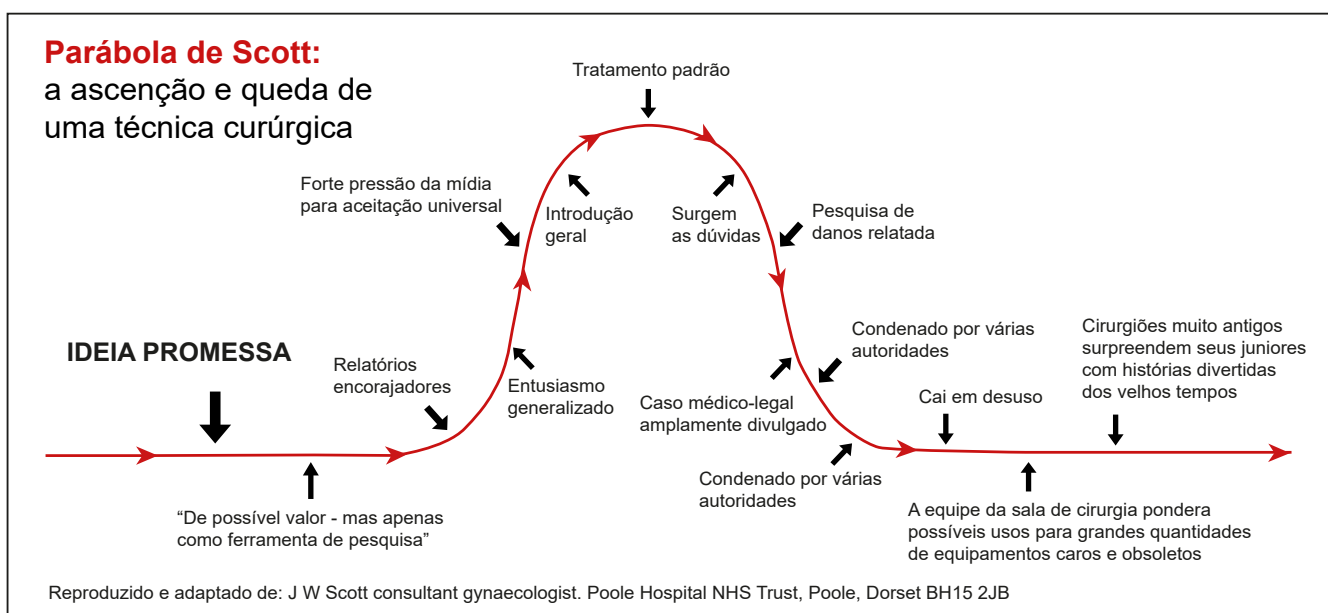 Parábola de Scott:
a ascenção e queda de
uma técnica curúrgica
Tratamento padrão
Forte pressão da mídia
para aceitação universal
Introdução
geral
Surgem
as dúvidas
Pesquisa de
danos relatada
IDEIA PROMESSA
Relatórios
encorajadores
Entusiasmo
generalizado
Caso médico-legal
amplamente divulgado
Condenado por várias
autoridades
Condenado por várias
autoridades
Cai em desuso
Cirurgiões muito antigos
surpreendem seus juniores
com histórias divertidas
dos velhos tempos
“De possível valor - mas apenas
como ferramenta de pesquisa”
A equipe da sala de cirurgia pondera
possíveis usos para grandes quantidades
de equipamentos caros e obsoletos
Reproduzido e adaptado de: J W Scott consultant gynaecologist. Poole Hospital NHS Trust, Poole, Dorset BH15 2JB